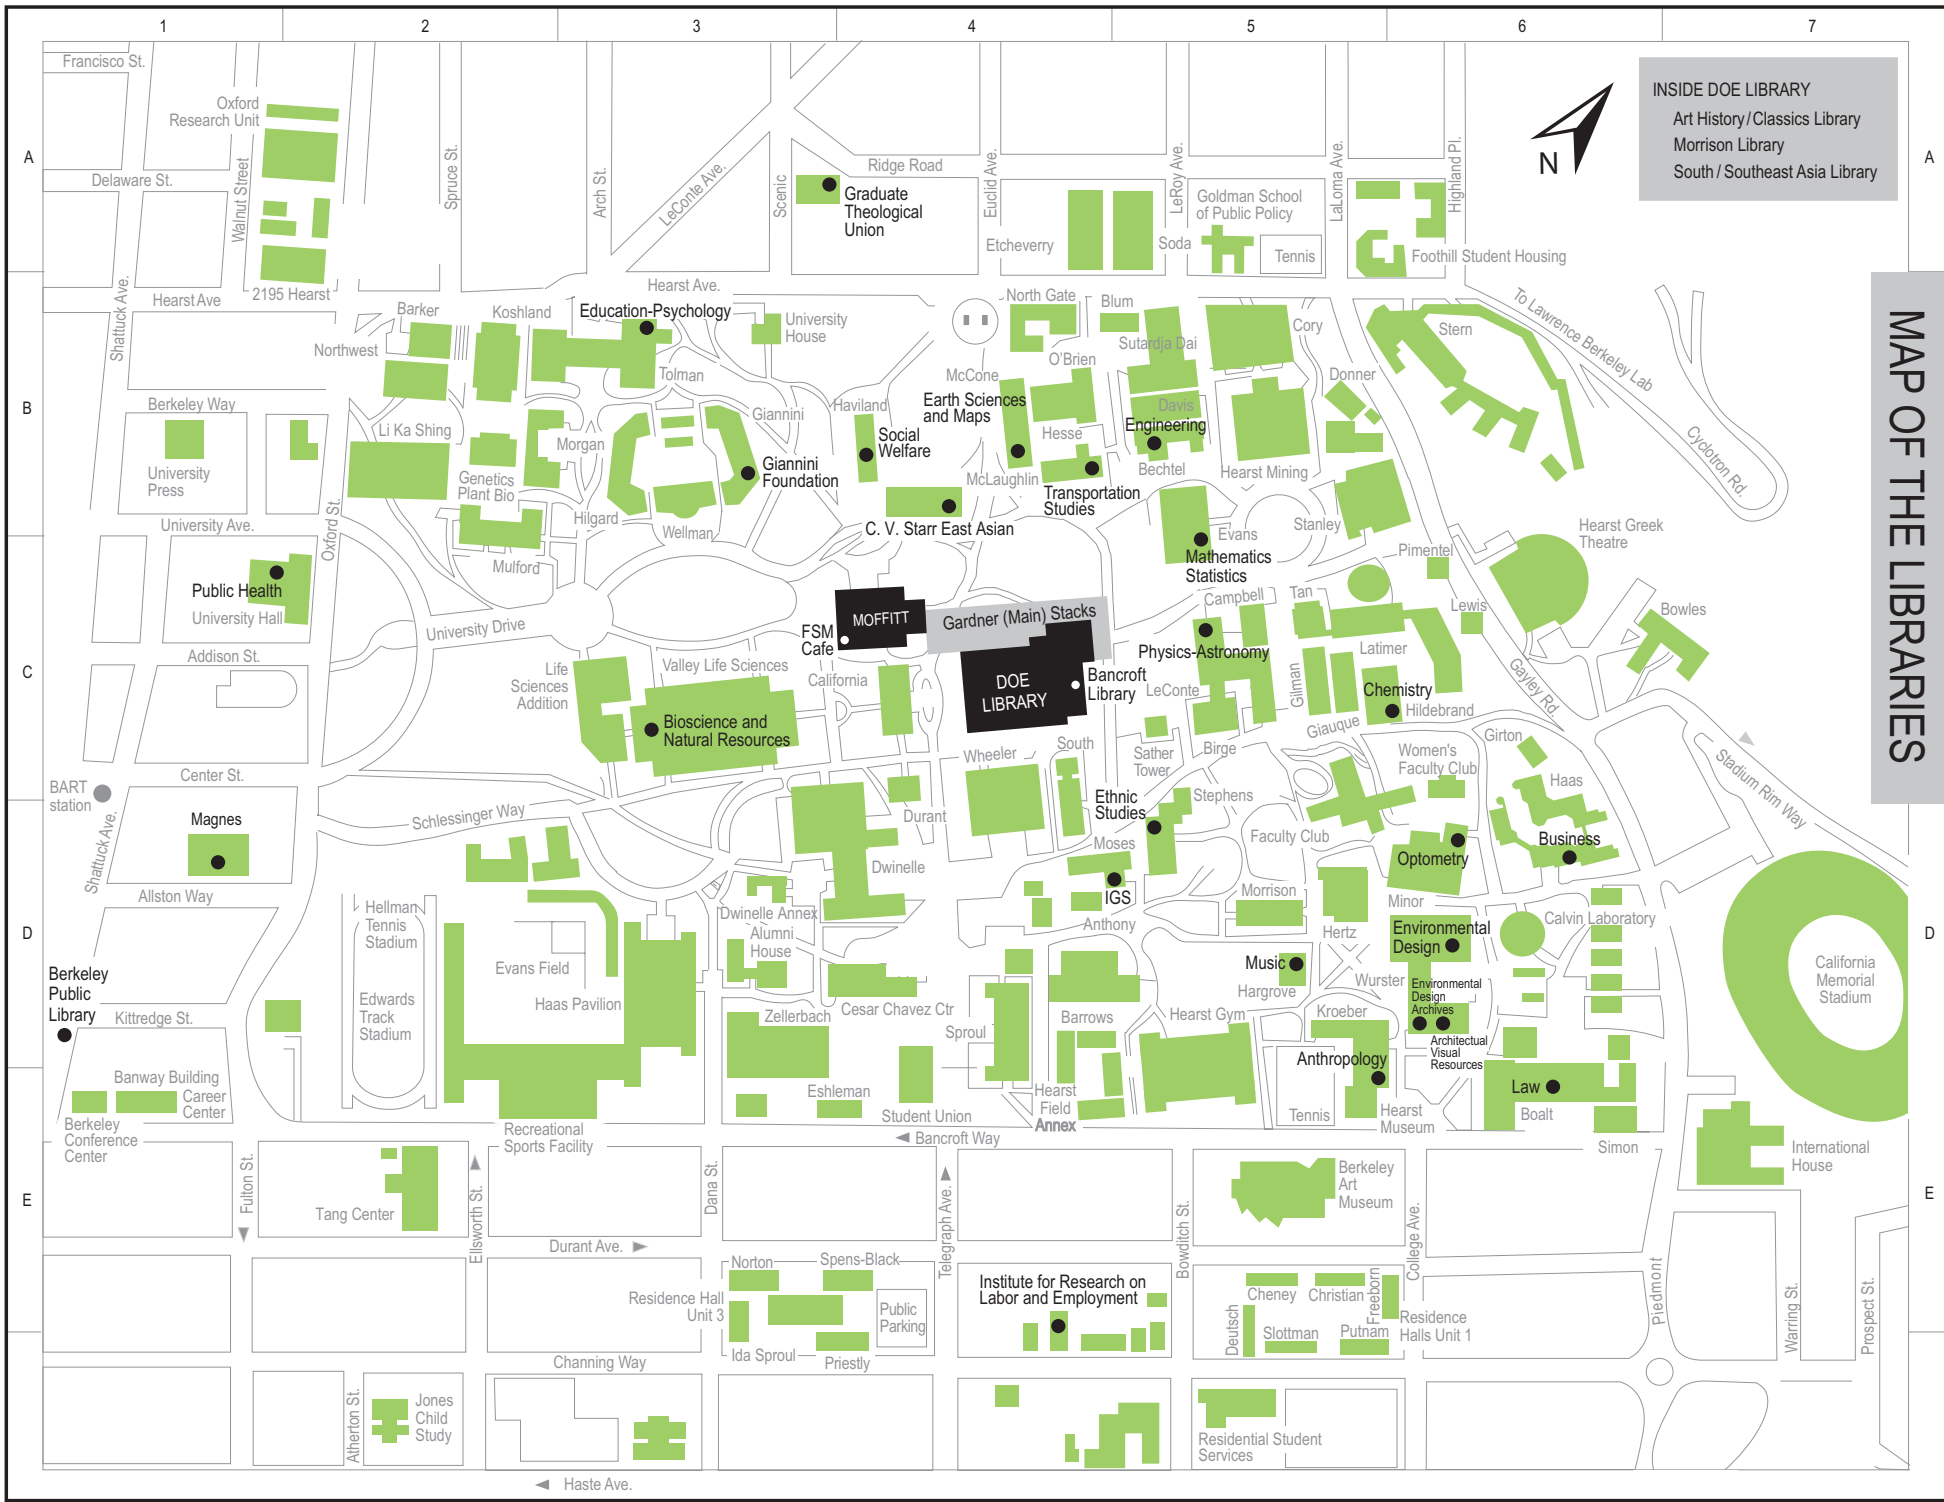 1 2 3 4 5 6 7
A
B
C
D
E
A
D
E
MAP OF THE LIBRARIES
INSIDE DOE LIBRARY
Art History/Classics Library
Morrison Library
South/Southeast Asia Library
N
Francisco St.
Oxford
Research Unit
Delaware St.
Walnut Street
Spruce St.
Arch St.
LeConte Ave.
Scenic
Ridge Road
Graduate
Theological
Union
Euclid Ave.
Etcheverry
Soda
LeRoy Ave.
Goldman School
of Public Policy
Tennis
LaLoma Ave.
Highland Pl.
Foothill Student Housing
Shattuck Ave.
Hearst Ave
2195 Hearst
Hearst Ave.
Barker
Koshland
Northwest
Education-Psychology
Tolman
University
House
North Gate
Blum
O'Brien
Sutardja Dai
Cory
Stern
To Lawrence Berkeley Lab
Cyclotron Rd.
Donner
McCone
Earth Sciences
and Maps
Hesse
Davis
Engineering
Bechtel
Hearst Mining
Berkeley Way
University
Press
Li Ka Shing
Genetics
Plant Bio
Morgan
Giannini
Giannini
Foundation
Haviland
Social
Welfare
McLaughlin
Transportation
Studies
University Ave.
Oxford St.
Hilgard
Wellman
C. V. Starr East Asian
Evans
Mathematics
Statistics
Stanley
Hearst Greek
Theatre
Mulford
Pimentel
Public Health
University Hall
University Drive
Addison St.
FSM
Cafe
MOFFITT
Gardner (Main) Stacks
DOE
LIBRARY
Bancroft
Library
Campbell
Tan
Physics-Astronomy
LeConte
Gilman
Latimer
Lewis
Bowles
Gayley Rd.
Life
Sciences
Addition
Valley Life Sciences
Bioscience and
Natural Resources
California
Chemistry
Hildebrand
Giauque
Center St.
BART
station
Shattuck Ave.
Wheeler
South
Sather
Tower
Birge
Women's
Faculty Club
Girton
Haas
Stadium Rim Way
Magnes
Schlessinger Way
Durant
Ethnic
Studies
Stephens
Faculty Club
Moses
Optometry
Business
Allston Way
Hellman
Tennis
Stadium
Dwinelle
Dwinelle Annex
Alumni
House
IGS
Anthony
Morrison
Minor
Hertz
Environmental
Design
Calvin Laboratory
California
Memorial
Stadium
Berkeley
Public
Library
Kittredge St.
Edwards
Track
Stadium
Evans Field
Haas Pavilion
Zellerbach
Cesar Chavez Ctr
Sproul
Barrows
Hearst Gym
Music
Hargrove
Wurster
Environmental
Design
Archives
Architectual
Visual
Resources
Kroeber
Anthropology
Banway Building
Career
Center
Berkeley
Conference
Center
Recreational
Sports Facility
Eshleman
Student Union
Hearst
Field
Annex
Tennis
Hearst
Museum
Law
Boalt
Simon
International
House
Bancroft Way
Fulton St.
Tang Center
Ellsworth St.
Dana St.
Telegraph Ave.
Bowditch St.
Berkeley
Art
Museum
College Ave.
Piedmont
Warring St.
Prospect St.
Durant Ave.
Norton
Spens-Black
Residence Hall
Unit 3
Public
Parking
Ida Sproul
Priestly
Institute for Research on
Labor and Employment
Cheney
Christian
Freeborn
Deutsch
Slottman
Putnam
Residence
Halls Unit 1
Channing Way
Atherton St.
Jones
Child
Study
Residential Student
Services
Haste Ave.